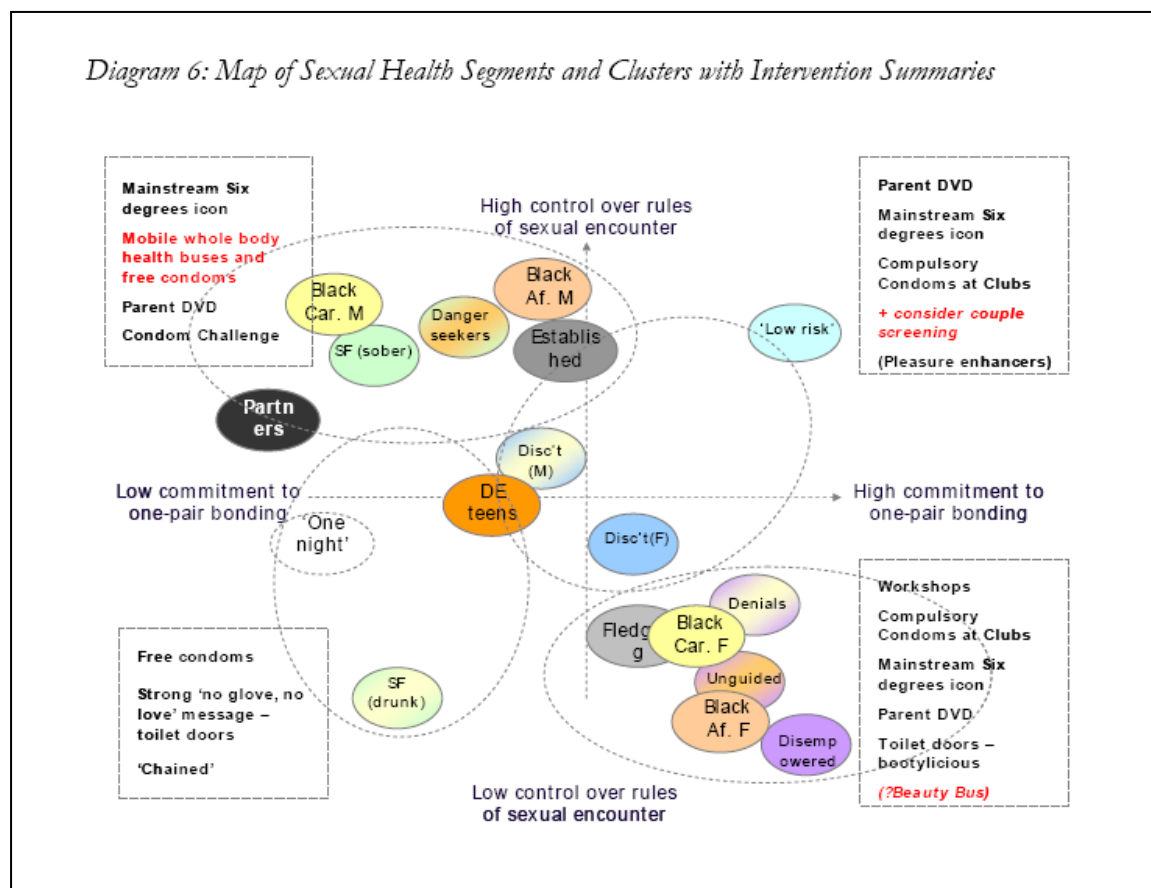 Diagram 6: Map of Sexual Health Segments and Clusters with Intervention Summaries
Mainstream Six
degrees icon
Mobile whole body
health buses and
free condoms
Parent DVD
Condom Challenge
High control over rules
of sexual encounter
Parent DVD
Mainstream Six
degrees icon
Compulsory
Condoms at Clubs
+ consider couple
screening
(Pleasure enhancers)
Black
Car. M
SF (sober)
Danger
seekers
Black
Af. M
Establis
hed
'Low risk'
Partn
ers
Disc't
(M)
Low commitment to
one-pair bonding
DE
teens
High commitment to
one-pair bonding
'One
night'
Disc't(F)
Free condoms
Strong 'no glove, no
love' message –
toilet doors
'Chained'
SF
(drunk)
Denials
Fledg
g
Black
Car. F
Unguided
Black
Af. F
Disemp
owered
Workshops
Compulsory
Condoms at Clubs
Mainstream Six
degrees icon
Parent DVD
Toilet doors –
bootylicious
(?Beauty Bus)
Low control over rules
of sexual encounter